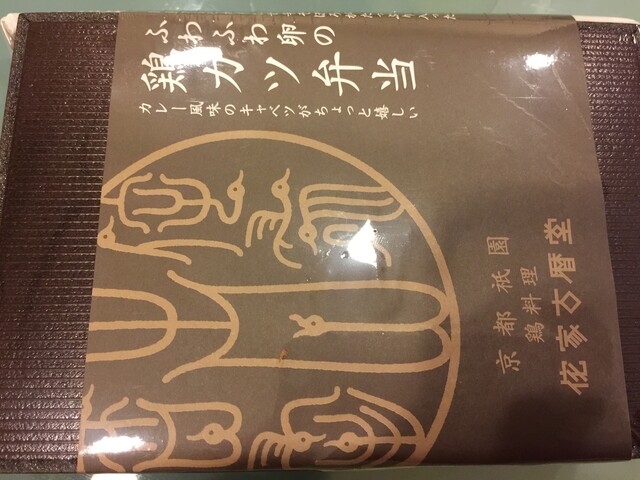 ふわふわ卵の
鶏カツ弁当
カレー風味のキャベツがちょっと嬉しい
京都祇園
鶏料理
侘家古暦堂